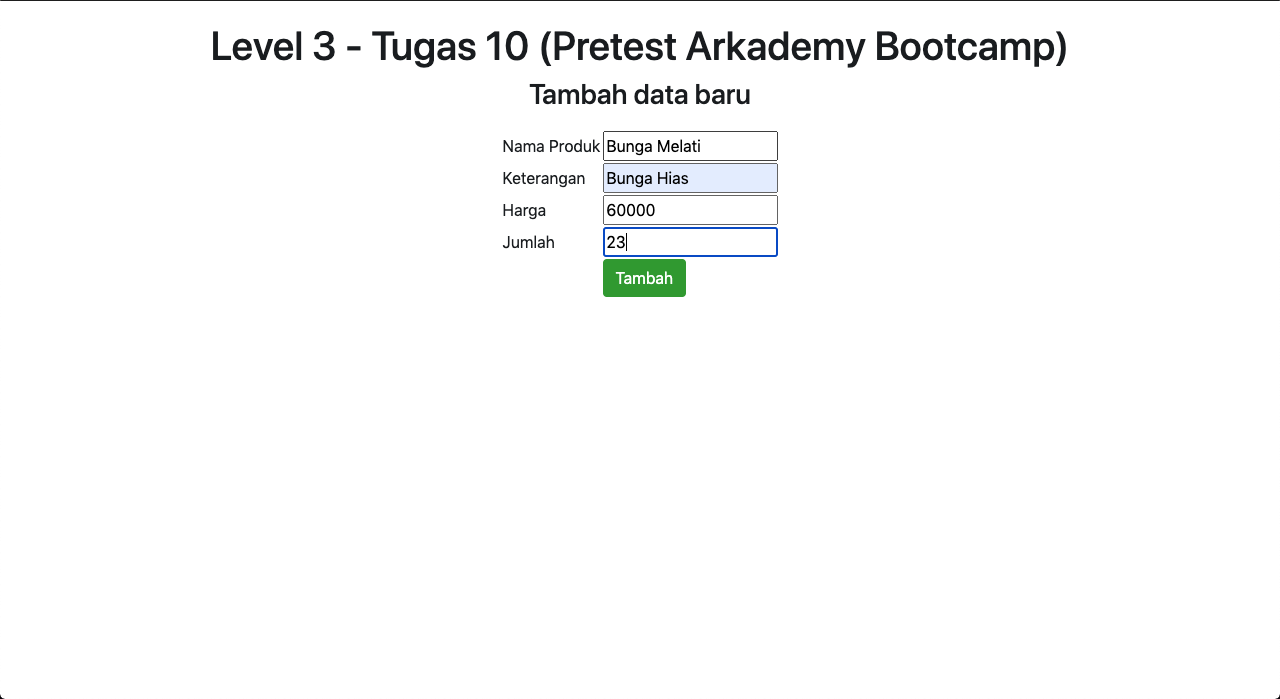 Level 3 - Tugas 10 (Pretest Arkademy Bootcamp)
Tambah data baru
Nama Produk Bunga Melati
Keterangan Bunga Hias
Harga 60000
Jumlah 23
Tambah